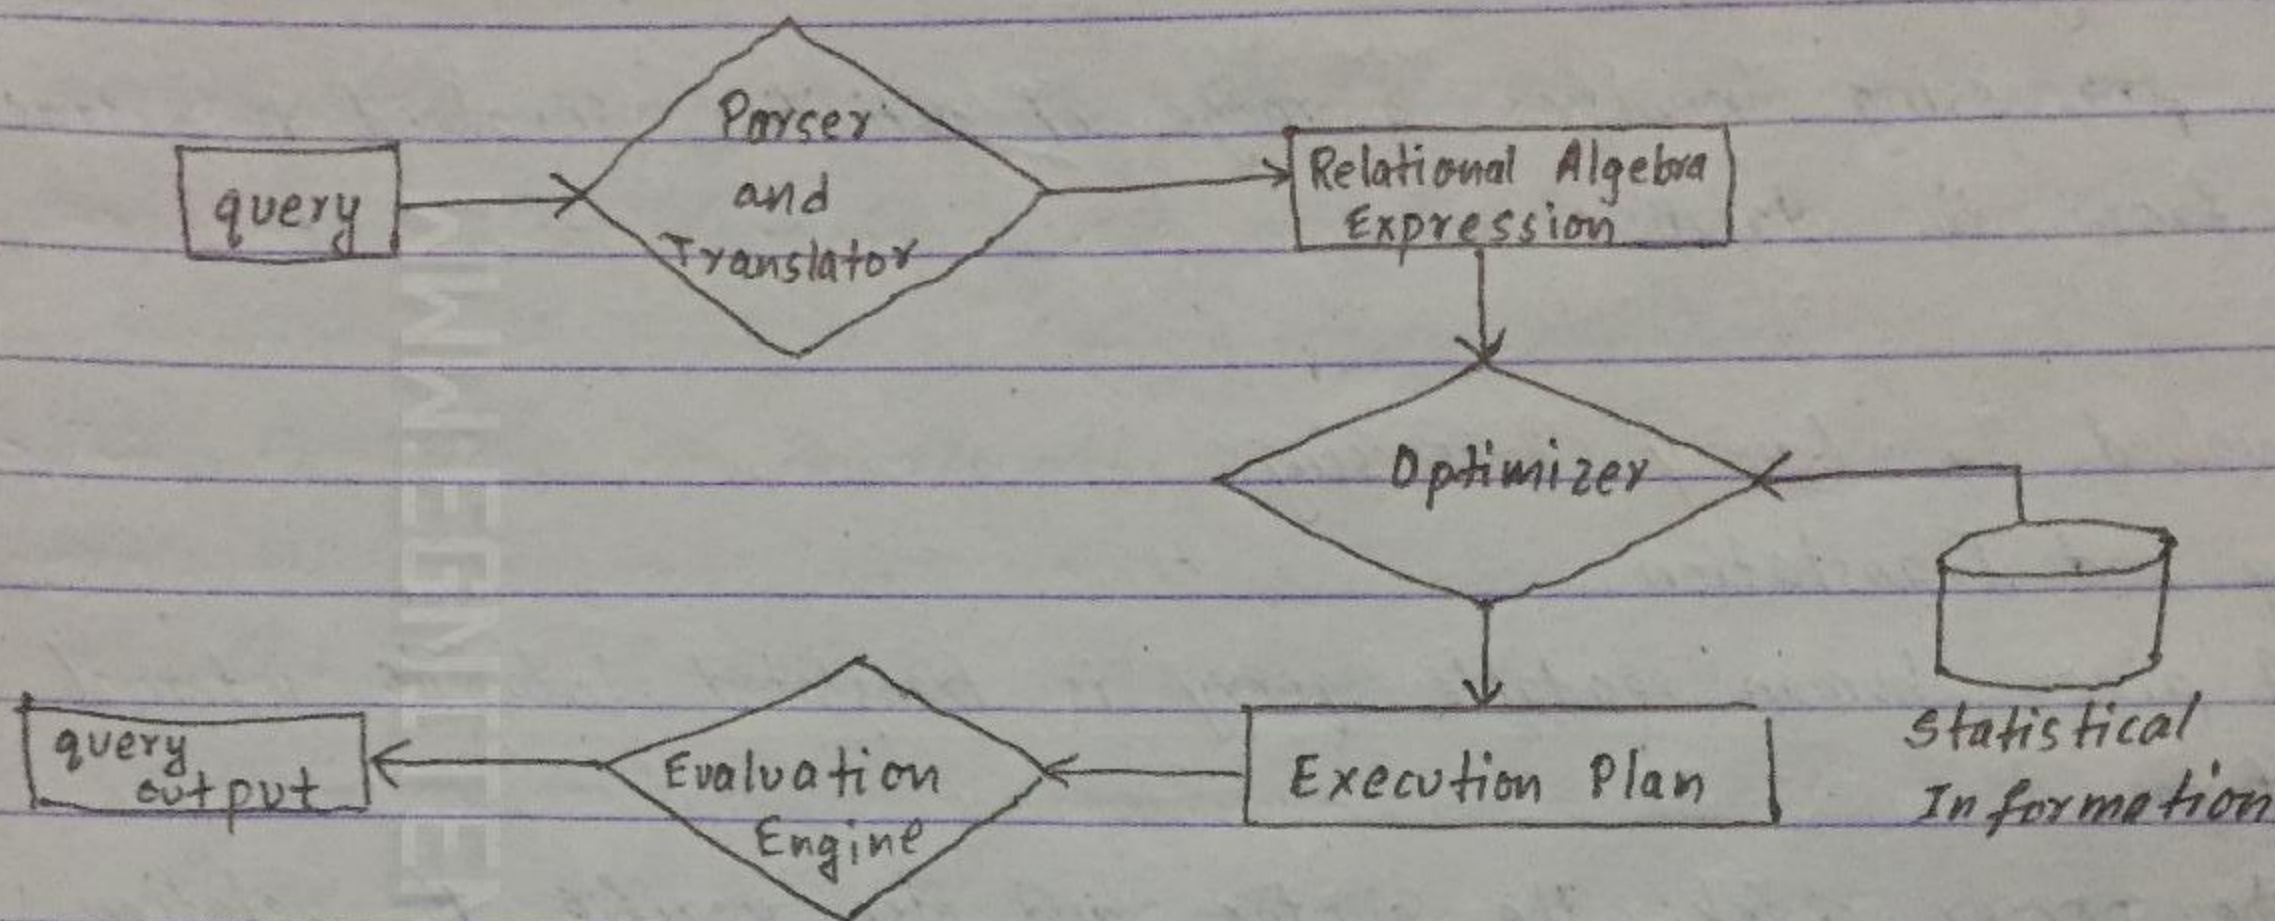 query
Parser
and
Translator
Relational Algebra
Expression
Optimizer
Statistical
Information
Execution Plan
Evaluation
Engine
query
output